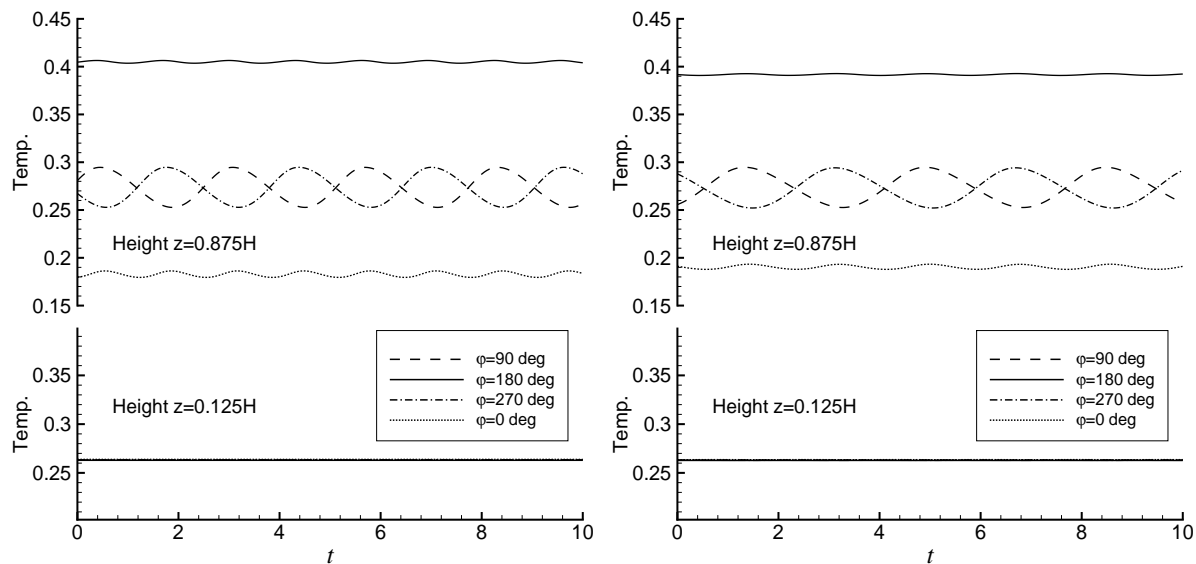 0.45
0.4
0.35
0.3
0.25
0.2
0.15
Temp.
Height z=0.875H
0.35
0.3
0.25
Temp.
Height z=0.125H
φ=90 deg
φ=180 deg
φ=270 deg
φ=0 deg
0 2 4 6 8 10
t
0.45
0.4
0.35
0.3
0.25
0.2
0.15
Temp.
Height z=0.875H
0.35
0.3
0.25
Temp.
Height z=0.125H
φ=90 deg
φ=180 deg
φ=270 deg
φ=0 deg
0 2 4 6 8 10
t